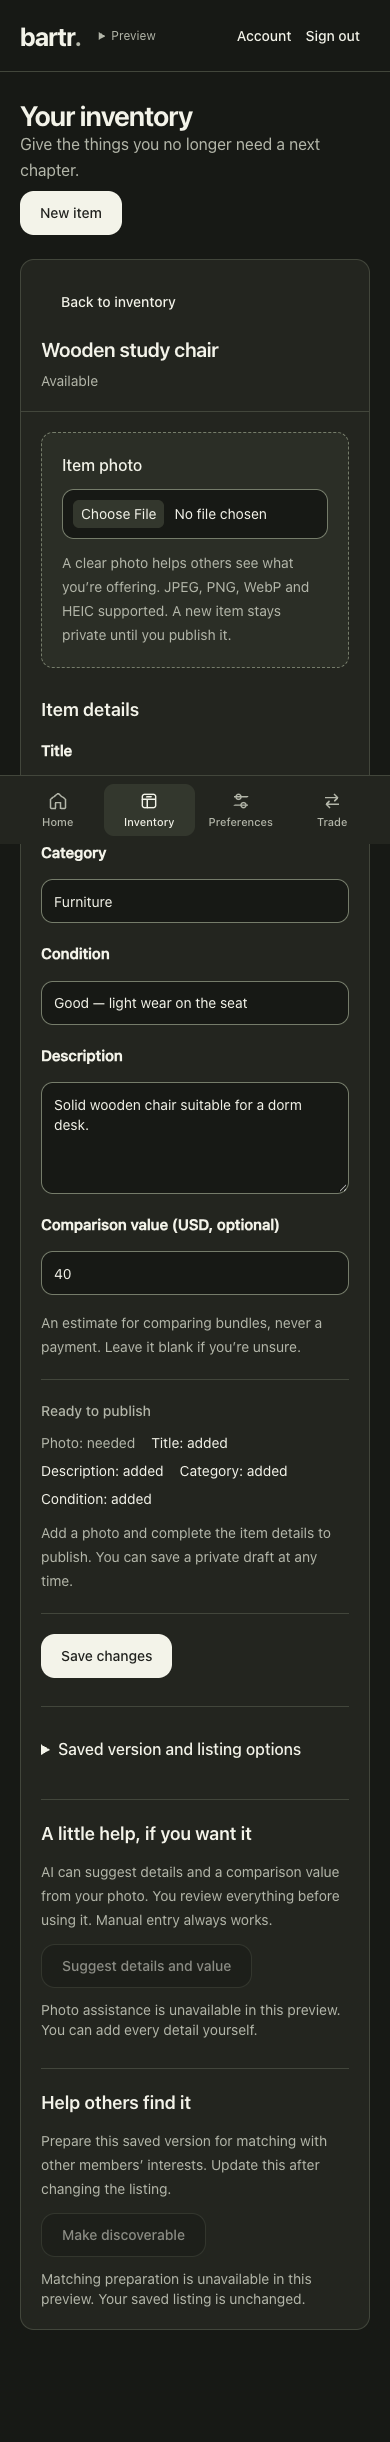 bartr.
Preview
Account
Sign out
Your inventory
Give the things you no longer need a next
chapter.
New item
Back to inventory
Wooden study chair
Available
Item photo
Choose File No file chosen
A clear photo helps others see what
you’re offering. JPEG, PNG, WebP and
HEIC supported. A new item stays
private until you publish it.
Item details
Title
Home
Inventory
Preferences
Trade
Category
Furniture
Condition
Good — light wear on the seat
Description
Solid wooden chair suitable for a dorm
desk.
Comparison value (USD, optional)
40
An estimate for comparing bundles, never a
payment. Leave it blank if you’re unsure.
Ready to publish
Photo: needed Title: added
Description: added Category: added
Condition: added
Add a photo and complete the item details to
publish. You can save a private draft at any
time.
Save changes
Saved version and listing options
A little help, if you want it
AI can suggest details and a comparison value
from your photo. You review everything before
using it. Manual entry always works.
Suggest details and value
Photo assistance is unavailable in this preview.
You can add every detail yourself.
Help others find it
Prepare this saved version for matching with
other members’ interests. Update this after
changing the listing.
Make discoverable
Matching preparation is unavailable in this
preview. Your saved listing is unchanged.